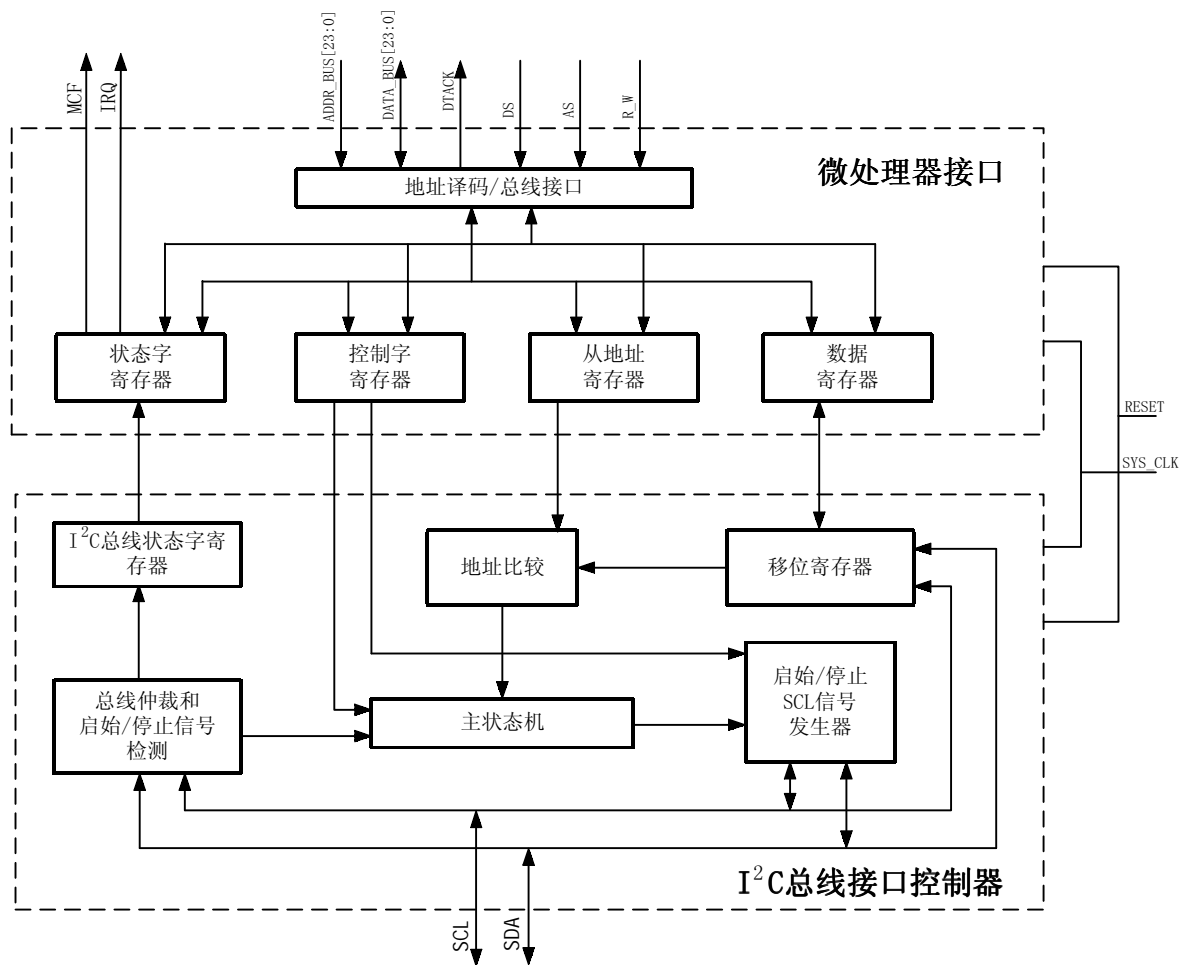 MCF
IRQ
ADDR_BUS[23:0]
DATA_BUS[23:0]
DTACK
DS
AS
R_W
微处理器接口
地址译码/总线接口
状态字
寄存器
控制字
寄存器
从地址
寄存器
数据
寄存器
RESET
SYS_CLK
I²C总线状态字寄
存器
地址比较
移位寄存器
总线仲裁和
启始/停止信号
检测
主状态机
启始/停止
SCL信号
发生器
I²C总线接口控制器
SCL
SDA